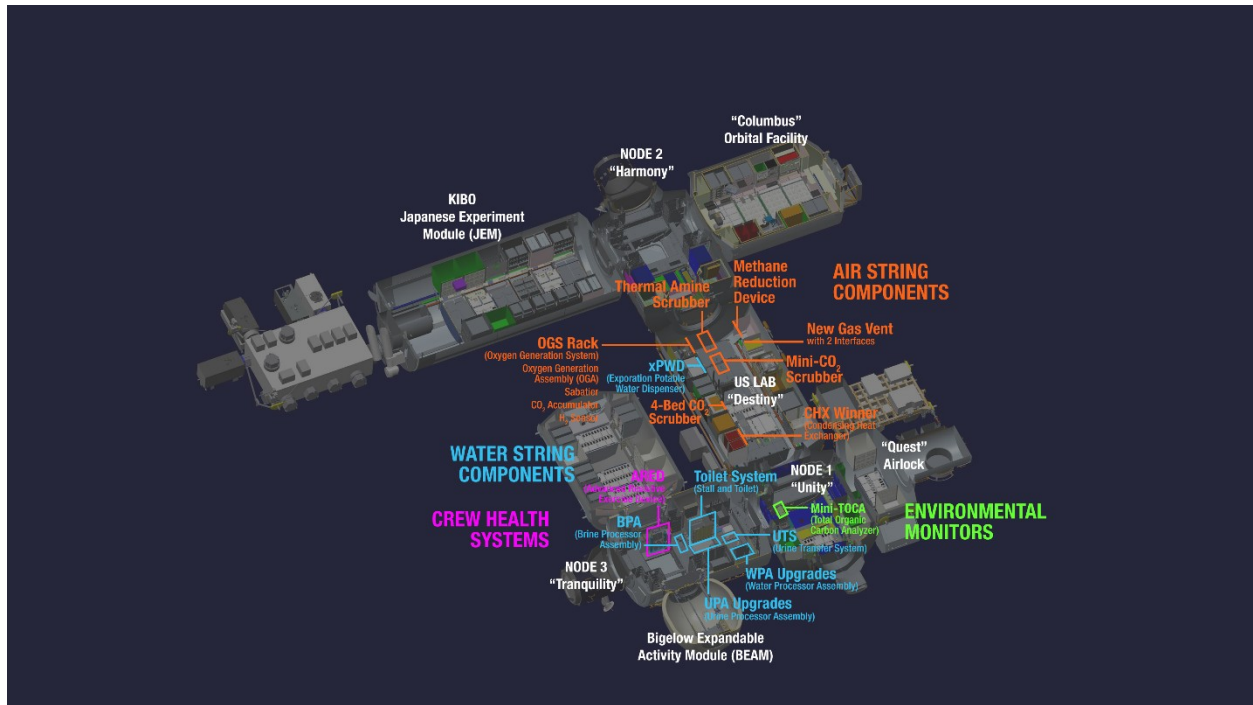 "Columbus"
Orbital Facility
NODE 2
"Harmony"
KIBO
Japanese Experiment
Module (JEM)
Methane
Reduction
Device
AIR STRING
COMPONENTS
Thermal Amine
Scrubber
New Gas Vent
with 2 Interfaces
OGS Rack
(Oxygen Generation System)
Oxygen Generation
Assembly (OGA)
Sabatier
CO₂ Accumulator
H₂ Sensor
xPWD
(Exporation Potable
Water Dispenser)
Mini-CO₂
Scrubber
US LAB
"Destiny"
4-Bed CO₂
Scrubber
CHX Winner
(Condensing Heat
Exchanger)
"Quest"
Airlock
WATER STRING
COMPONENTS
ARED
Toilet System
(Stall and Toilet)
NODE 1
"Unity"
Mini-TOCA
(Total Organic
Carbon Analyzer)
ENVIRONMENTAL
MONITORS
CREW HEALTH
SYSTEMS
BPA
(Brine Processor
Assembly)
UTS
(Urine Transfer System)
NODE 3
"Tranquility"
WPA Upgrades
(Water Processor Assembly)
UPA Upgrades
(Urine Processor Assembly)
Bigelow Expandable
Activity Module (BEAM)